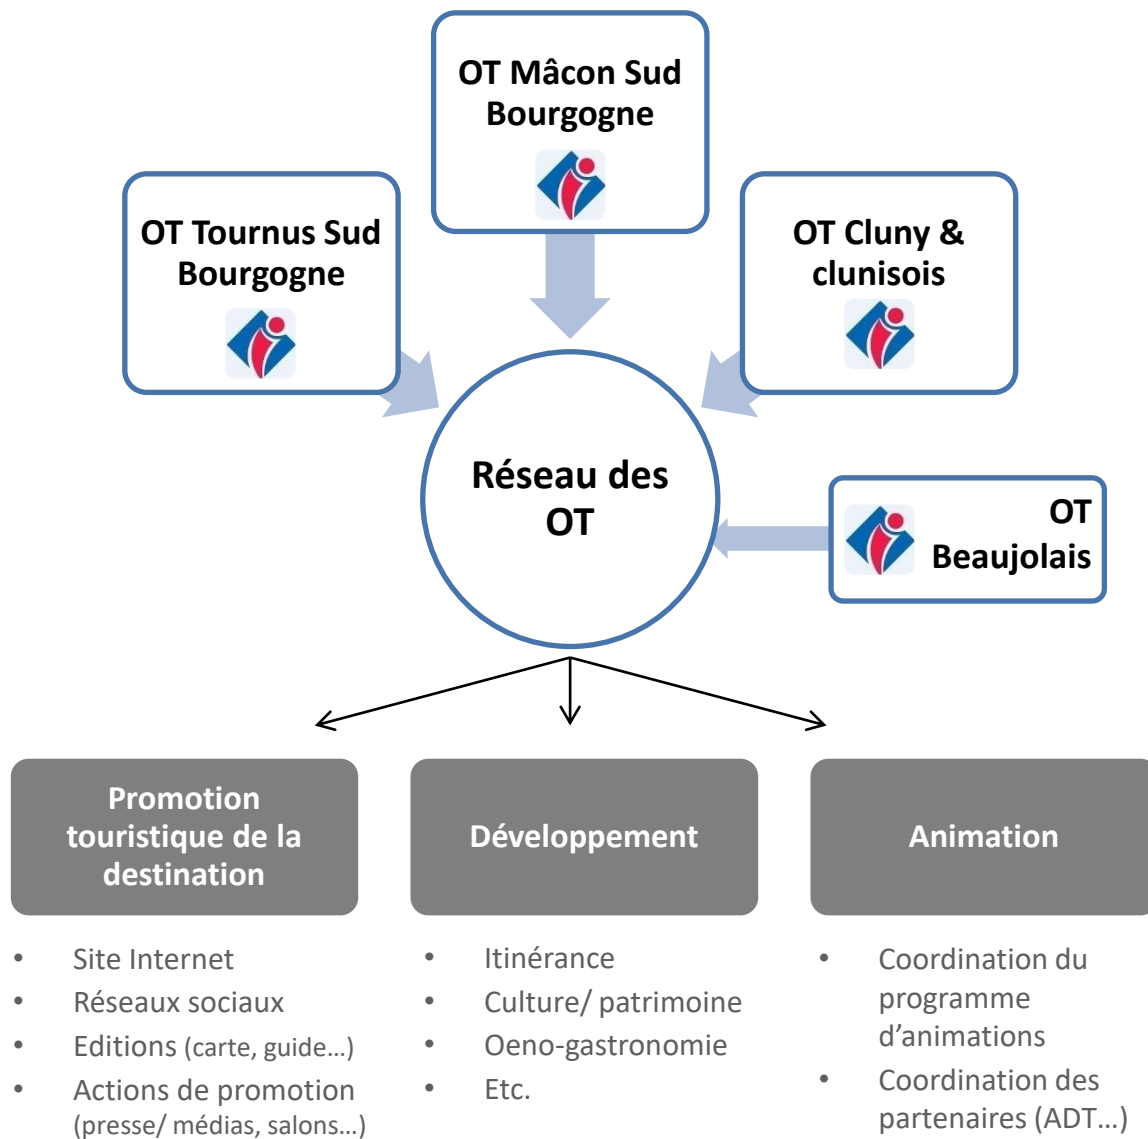 OT Mâcon Sud
Bourgogne
OT Tournus Sud
Bourgogne
OT Cluny &
clunisois
Réseau des
OT
OT
Beaujolais
Promotion
touristique de la
destination
Développement
Animation
• Site Internet
• Réseaux sociaux
• Editions (carte, guide…)
• Actions de promotion
(presse/ médias, salons…)
• Itinérance
• Culture/ patrimoine
• Oeno-gastronomie
• Etc.
• Coordination du
programme
d’animations
• Coordination des
partenaires (ADT…)